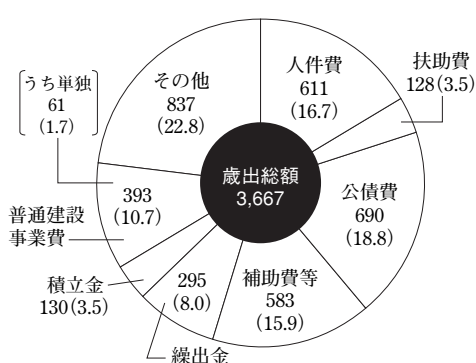 人件費
611
(16.7)
扶助費
128(3.5)
公債費
690
(18.8)
補助費等
583
(15.9)
295
(8.0)
繰出金
積立金
130(3.5)
393
(10.7)
普通建設
事業費
うち単独
61
(1.7)
その他
837
(22.8)
歳出総額
3,667